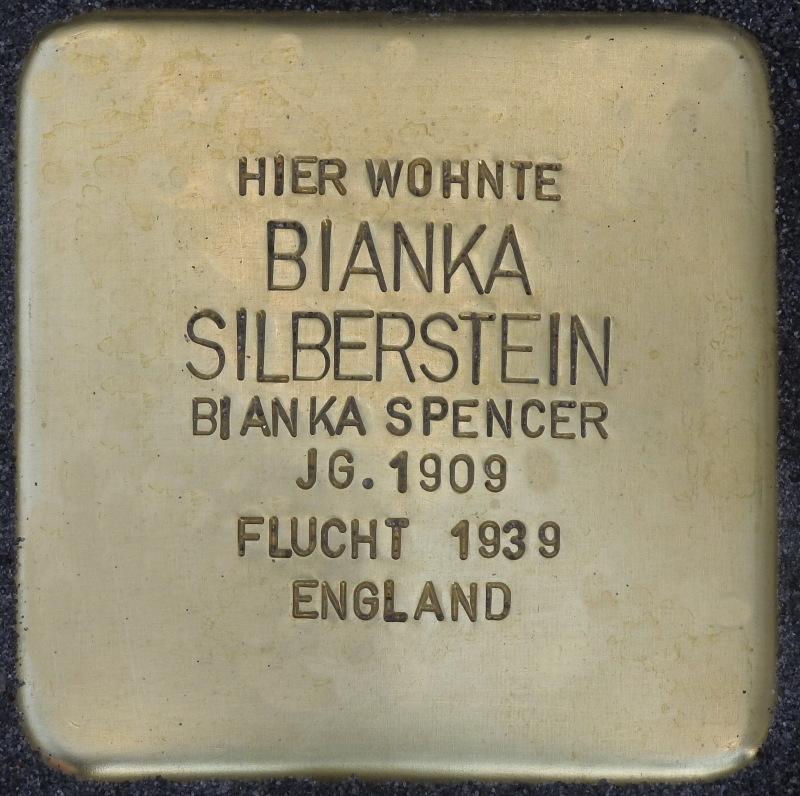 HIER WOHNTE
BIANKA
SILBERSTEIN
BIANKA SPENCER
JG. 1909
FLUCHT 1939
ENGLAND